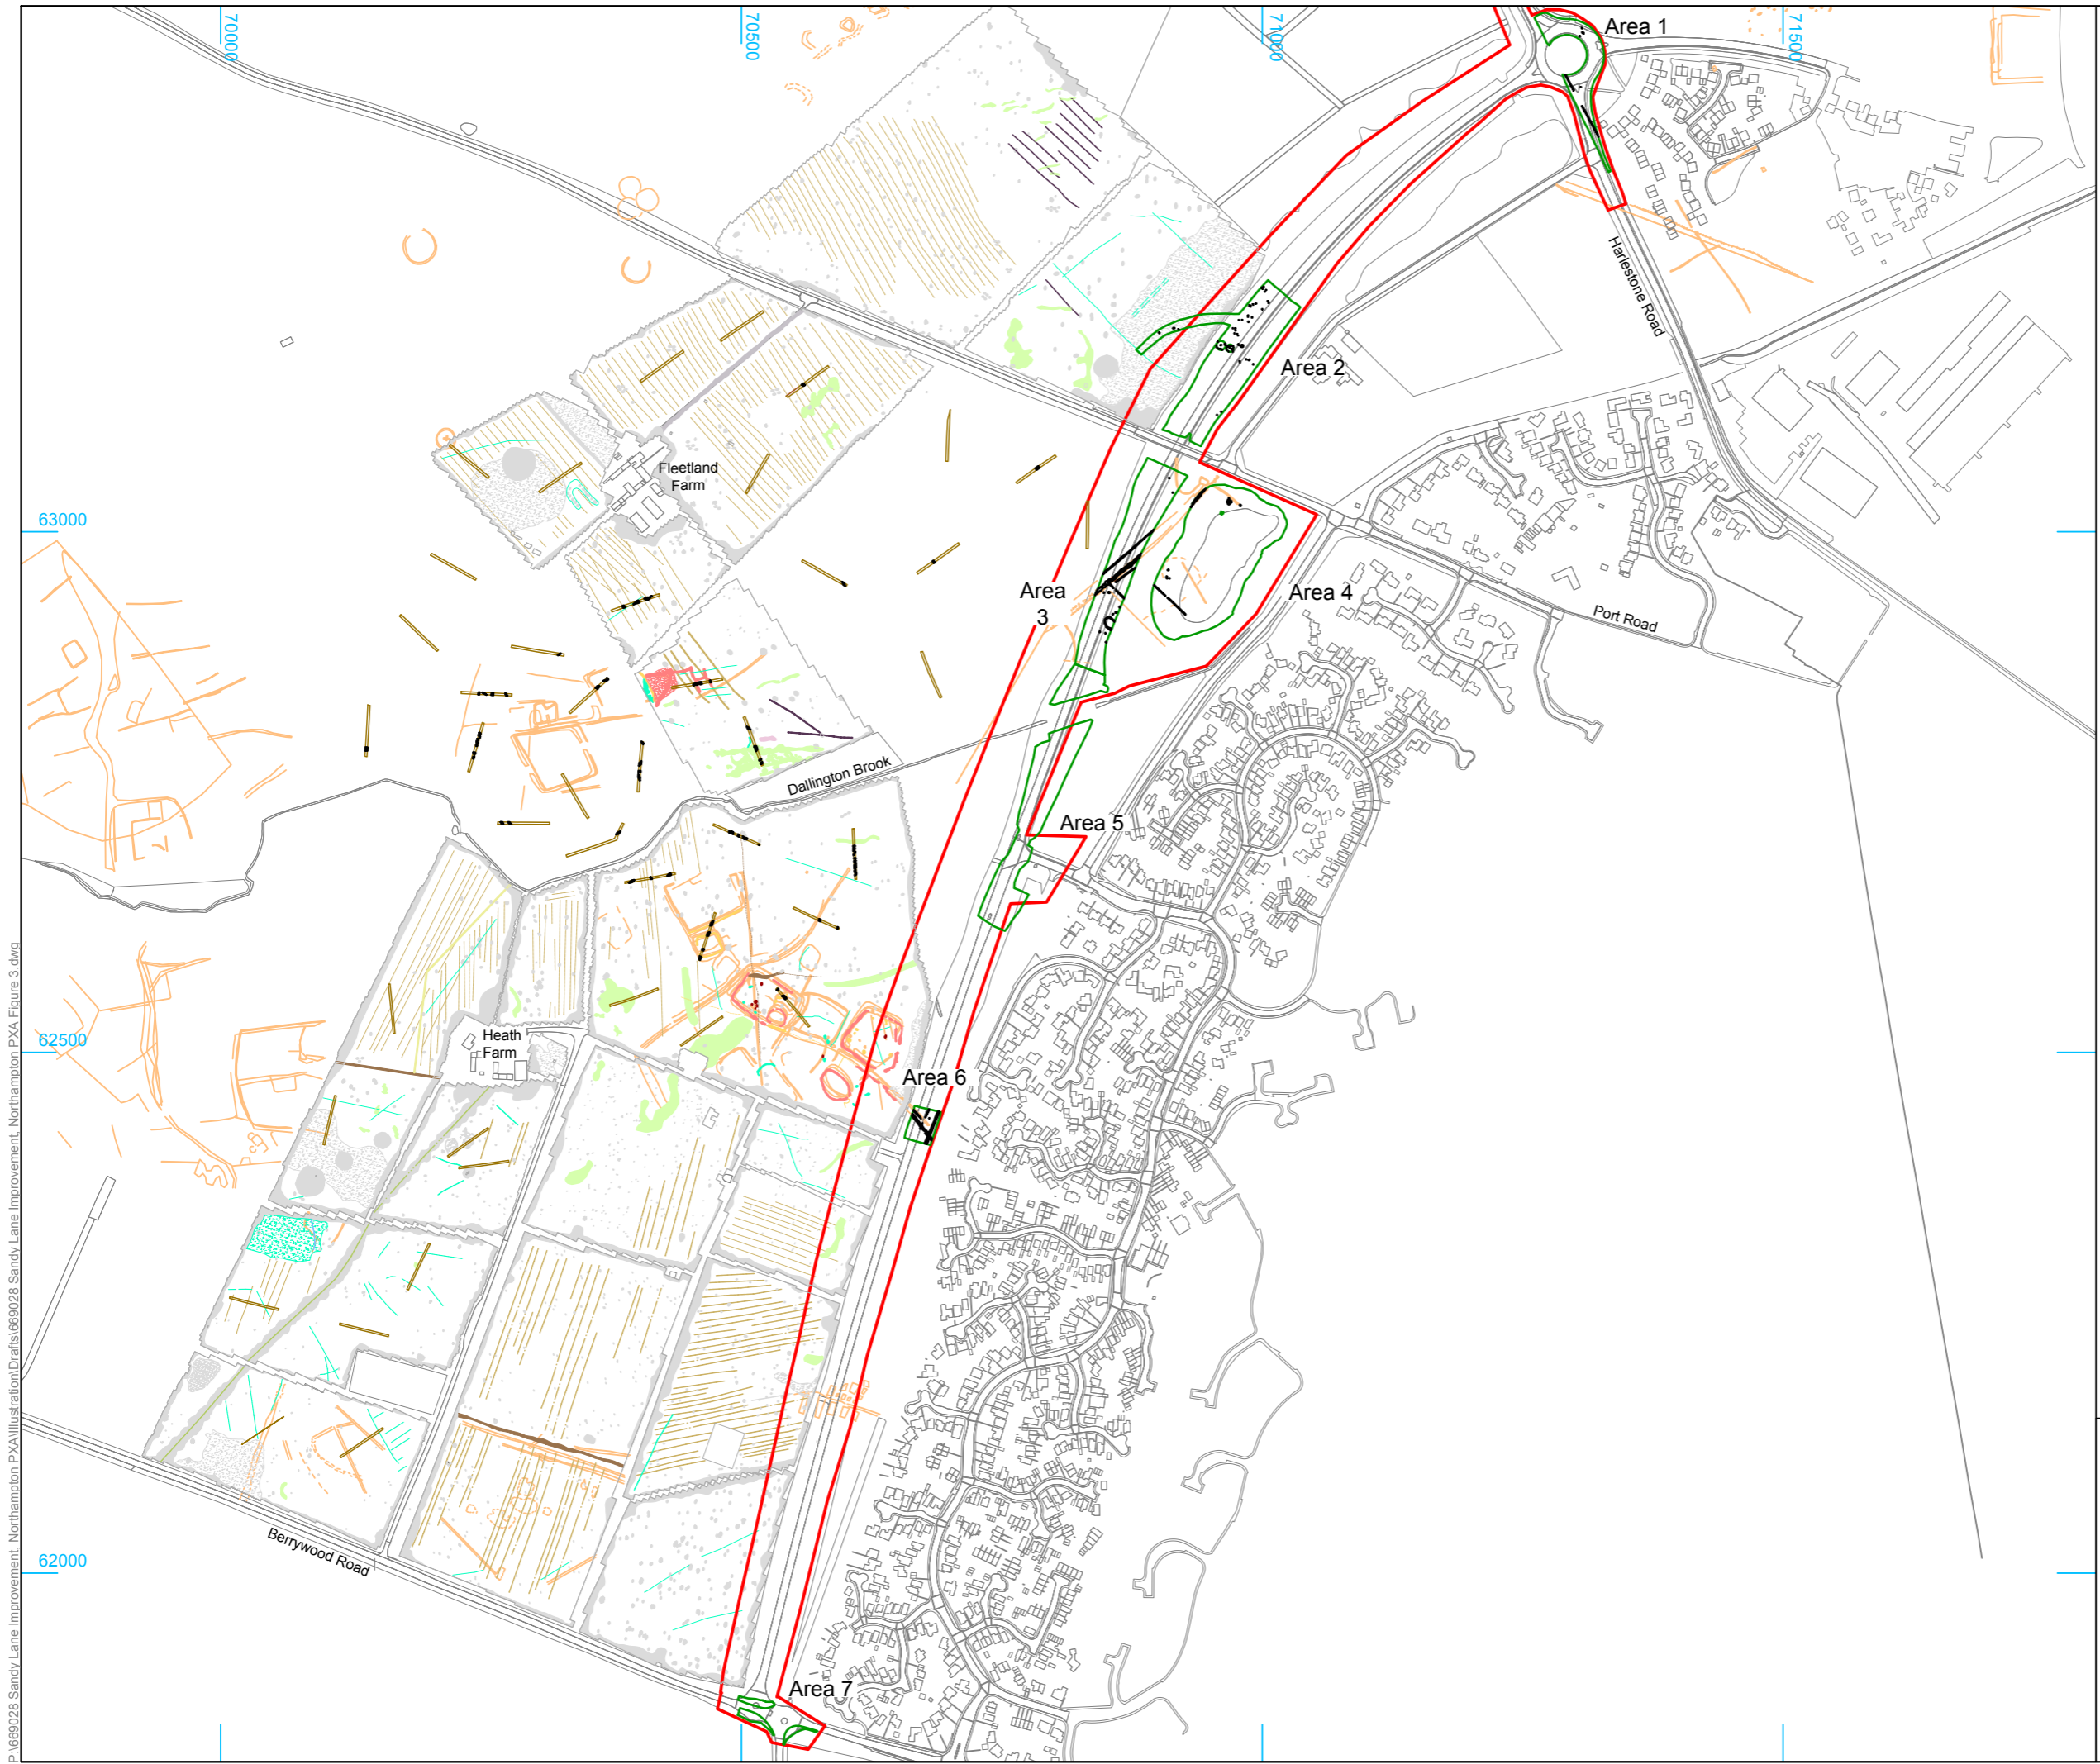 70000
70500
71000
71500
Area 1
Harlestone Road
Area 2
Fleetland
Farm
63000
Area
3
Area 4
Port Road
Dallington Brook
Area 5
62500
Heath
Farm
Area 6
62000
Berrywood Road
Area 7
P:\669028 Sandy Lane Improvement, Northampton PXA\Illustration\Drafts\669028 Sandy Lane Improvement, Northampton PXA Figure 3.dwg